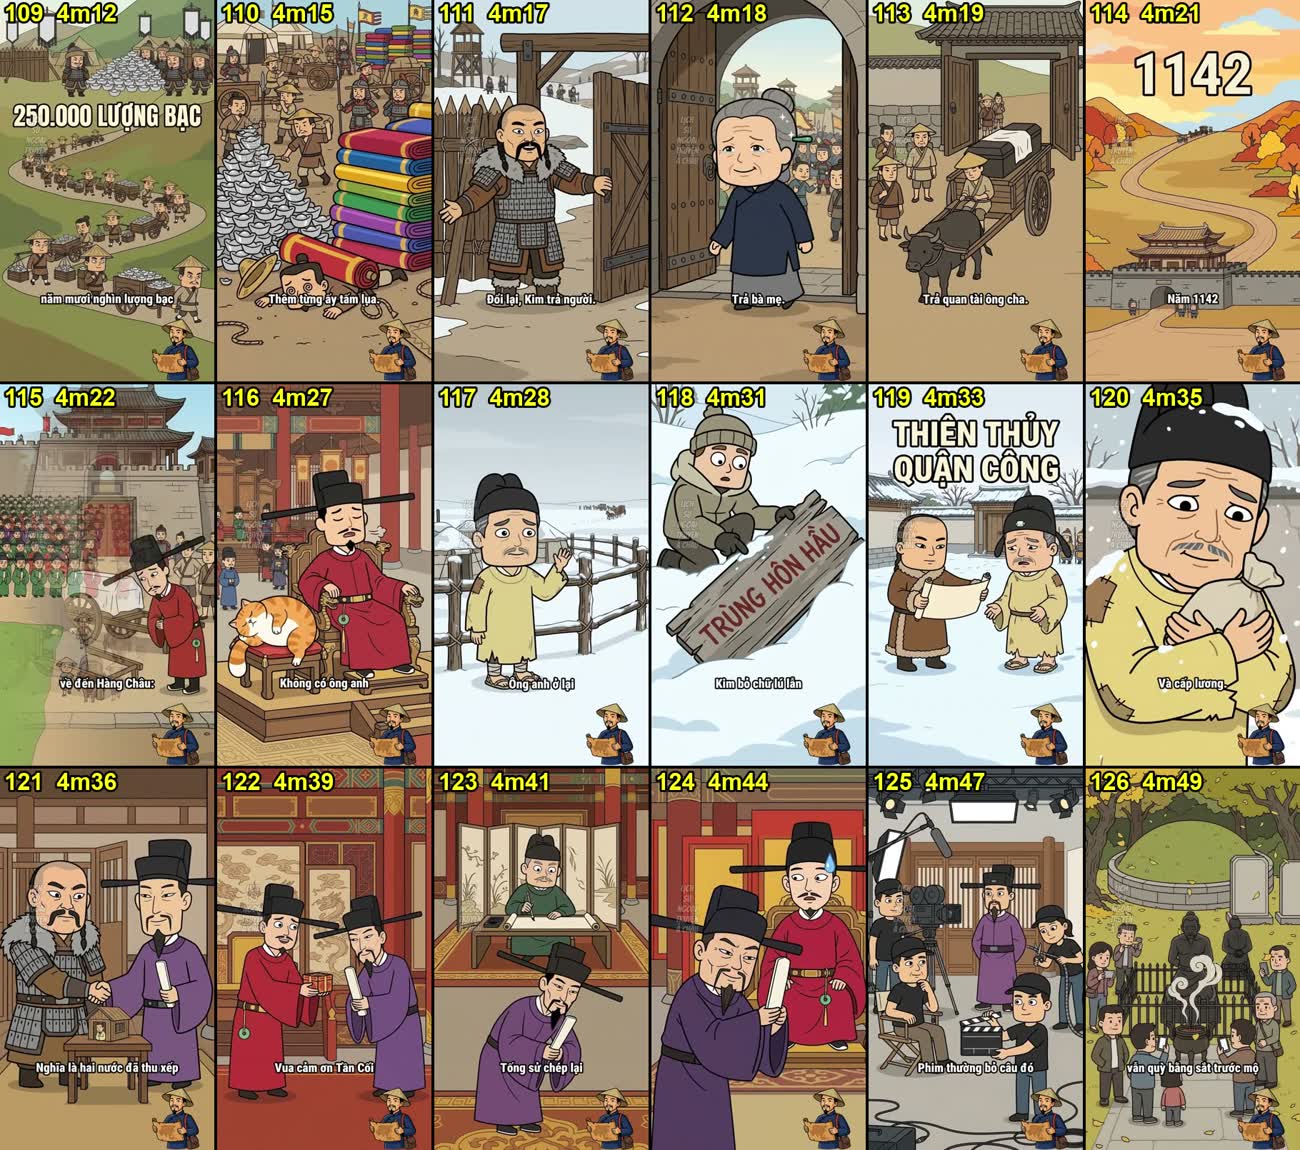 109 4m12
250.000 LƯỢNG BẠC
năm mươi nghìn lượng bạc
110 4m15
Thêm từng ấy tấm lụa.
111 4m17
Đổi lại, Kim trả người.
112 4m18
Trả bà mẹ.
113 4m19
Trả quan tài ông cha.
114 4m21
1142
Năm 1142
115 4m22
về đến Hàng Châu:
116 4m27
Không có ông anh
117 4m28
Ông anh ở lại
118 4m31
TRÙNG HÔN HẦU
Kim bỏ chữ lú lẫn
119 4m33
THIÊN THỦY
QUẬN CÔNG
120 4m35
Và cấp lương
121 4m36
Nghĩa là hai nước đã thu xếp
122 4m39
Vua cảm ơn Tần Cối
123 4m41
Tống sử chép lại
124 4m44
125 4m47
Phim thường bỏ câu đó
126 4m49
vẫn quỳ bằng sắt trước mộ
LỊCH
SỬ
NGOẠI
TRUYỆN
Á CHÂU